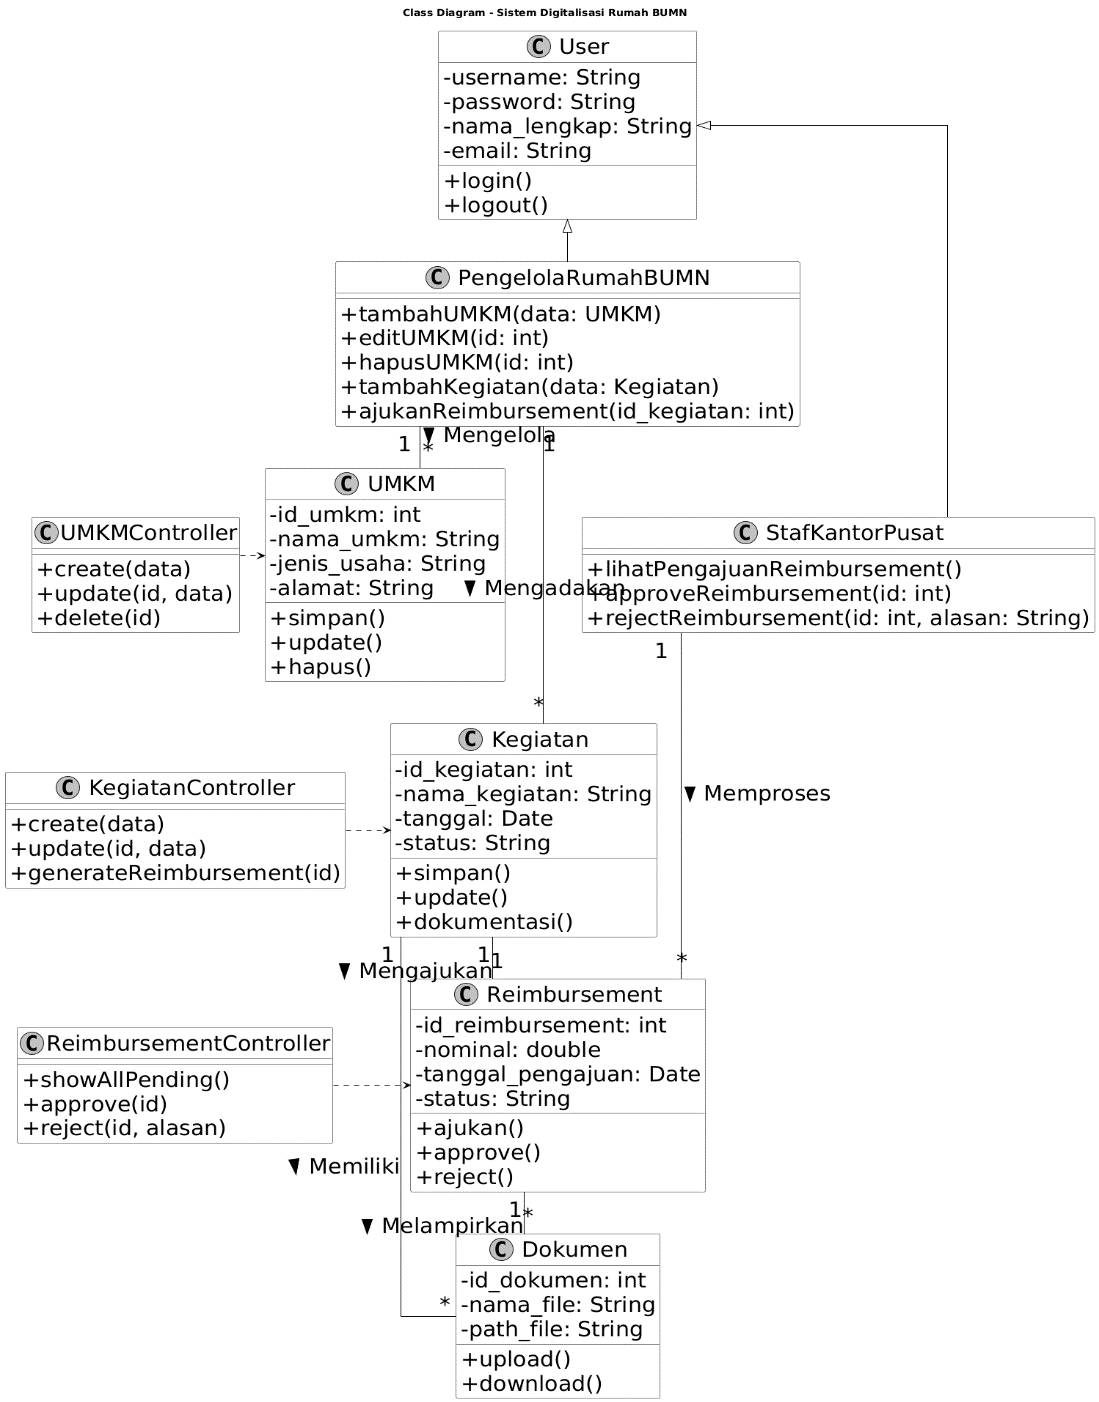 Class Diagram - Sistem Digitalisasi Rumah BUMN
C User
-username: String
-password: String
-nama_lengkap: String
-email: String
+login()
+logout()
C PengelolaRumahBUMN
+tambahUMKM(data: UMKM)
+editUMKM(id: int)
+hapusUMKM(id: int)
+tambahKegiatan(data: Kegiatan)
+ajukanReimbursement(id_kegiatan: int)
1 * Mengelola 1
C UMKM
-id_umkm: int
-nama_umkm: String
-jenis_usaha: String
-alamat: String
+simpan()
+update()
+hapus()
C UMKMController
+create(data)
+update(id, data)
+delete(id)
Mengadakan
C StafKantorPusat
+lihatPengajuanReimbursement()
+approveReimbursement(id: int)
+rejectReimbursement(id: int, alasan: String)
1
*
C Kegiatan
-id_kegiatan: int
-nama_kegiatan: String
-tanggal: Date
-status: String
+simpan()
+update()
+dokumentasi()
C KegiatanController
+create(data)
+update(id, data)
+generateReimbursement(id)
Memproses
1 1 1 *
Mengajukan
C Reimbursement
-id_reimbursement: int
-nominal: double
-tanggal_pengajuan: Date
-status: String
+ajukan()
+approve()
+reject()
C ReimbursementController
+showAllPending()
+approve(id)
+reject(id, alasan)
Memiliki
1 *
Melampirkan
C Dokumen
-id_dokumen: int
-nama_file: String
-path_file: String
+upload()
+download()
*